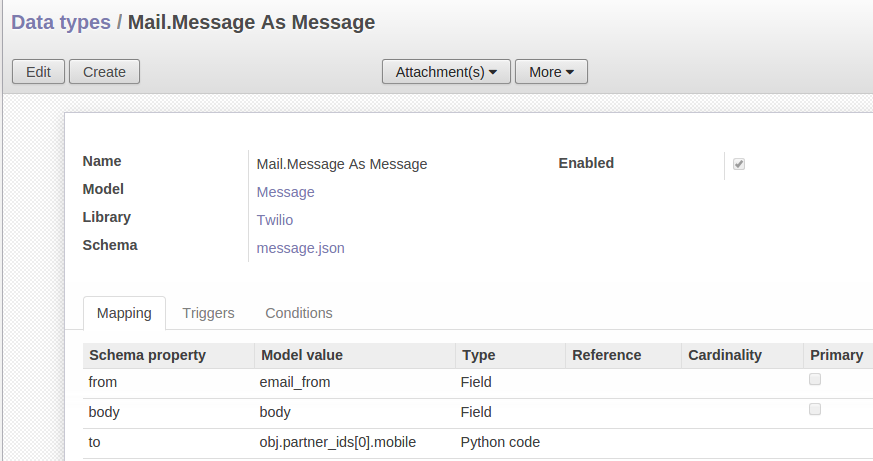 Data types / Mail.Message As Message
Edit Create Attachment(s) More
Name Mail.Message As Message Enabled
Model Message
Library Twilio
Schema message.json
Mapping Triggers Conditions
Schema property Model value Type Reference Cardinality Primary
from email_from Field
body body Field
to obj.partner_ids[0].mobile Python code